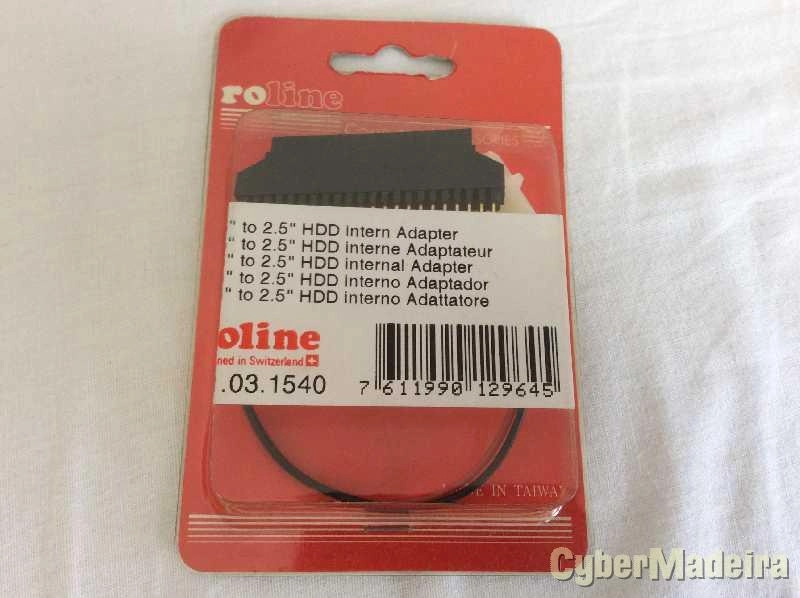 roline
" to 2.5" HDD intern Adapter
" to 2.5" HDD interne Adaptateur
" to 2.5" HDD internal Adapter
" to 2.5" HDD interno Adaptador
" to 2.5" HDD interno Adattatore
oline
ned in Switzerland
.03.1540
7 611990 129645
IN TAIWAN
CyberMadeira